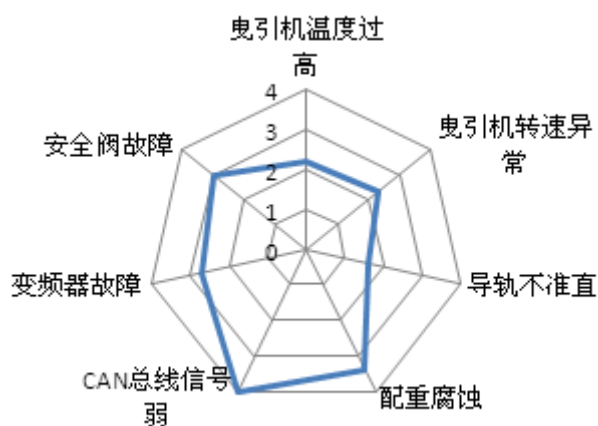 曳引机温度过
高
4
3
2
1
0
曳引机转速异
常
导轨不准直
配重腐蚀
CAN总线信号
弱
变频器故障
安全阀故障